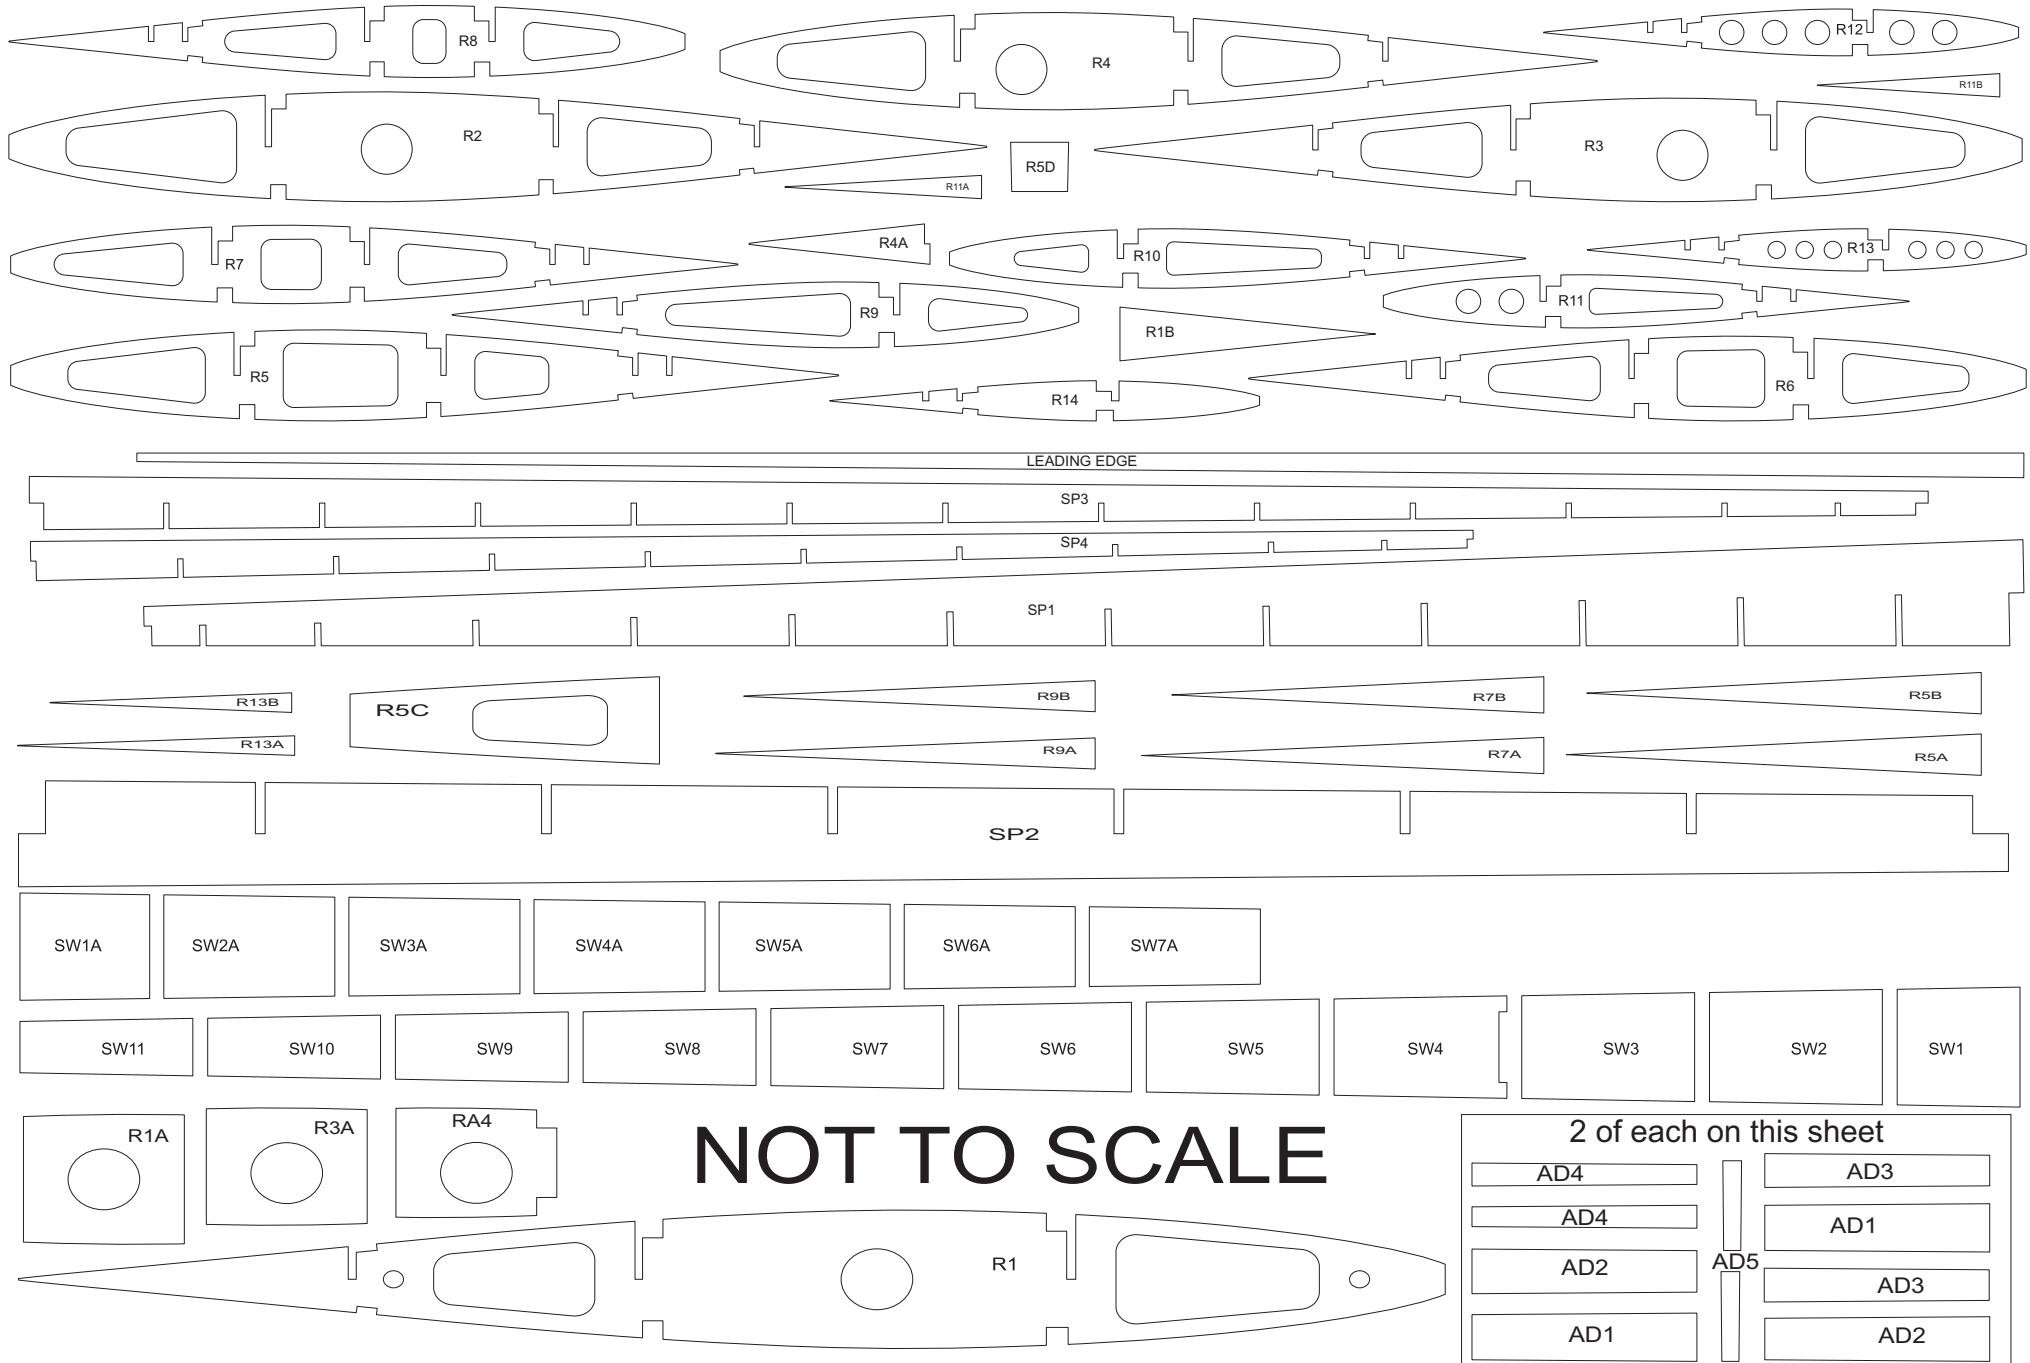 R8
R4
R12
R11B
R2
R5D
R3
R11A
R7
R4A
R10
R13
R9
R11
R1B
R5
R14
R6
LEADING EDGE
SP3
SP4
SP1
R13B
R5C
R9B
R7B
R5B
R13A
R9A
R7A
R5A
SP2
SW1A
SW2A
SW3A
SW4A
SW5A
SW6A
SW7A
SW11
SW10
SW9
SW8
SW7
SW6
SW5
SW4
SW3
SW2
SW1
R1A
R3A
RA4
NOT TO SCALE
R1
2 of each on this sheet
AD4
AD3
AD4
AD1
AD2
AD5
AD3
AD1
AD2